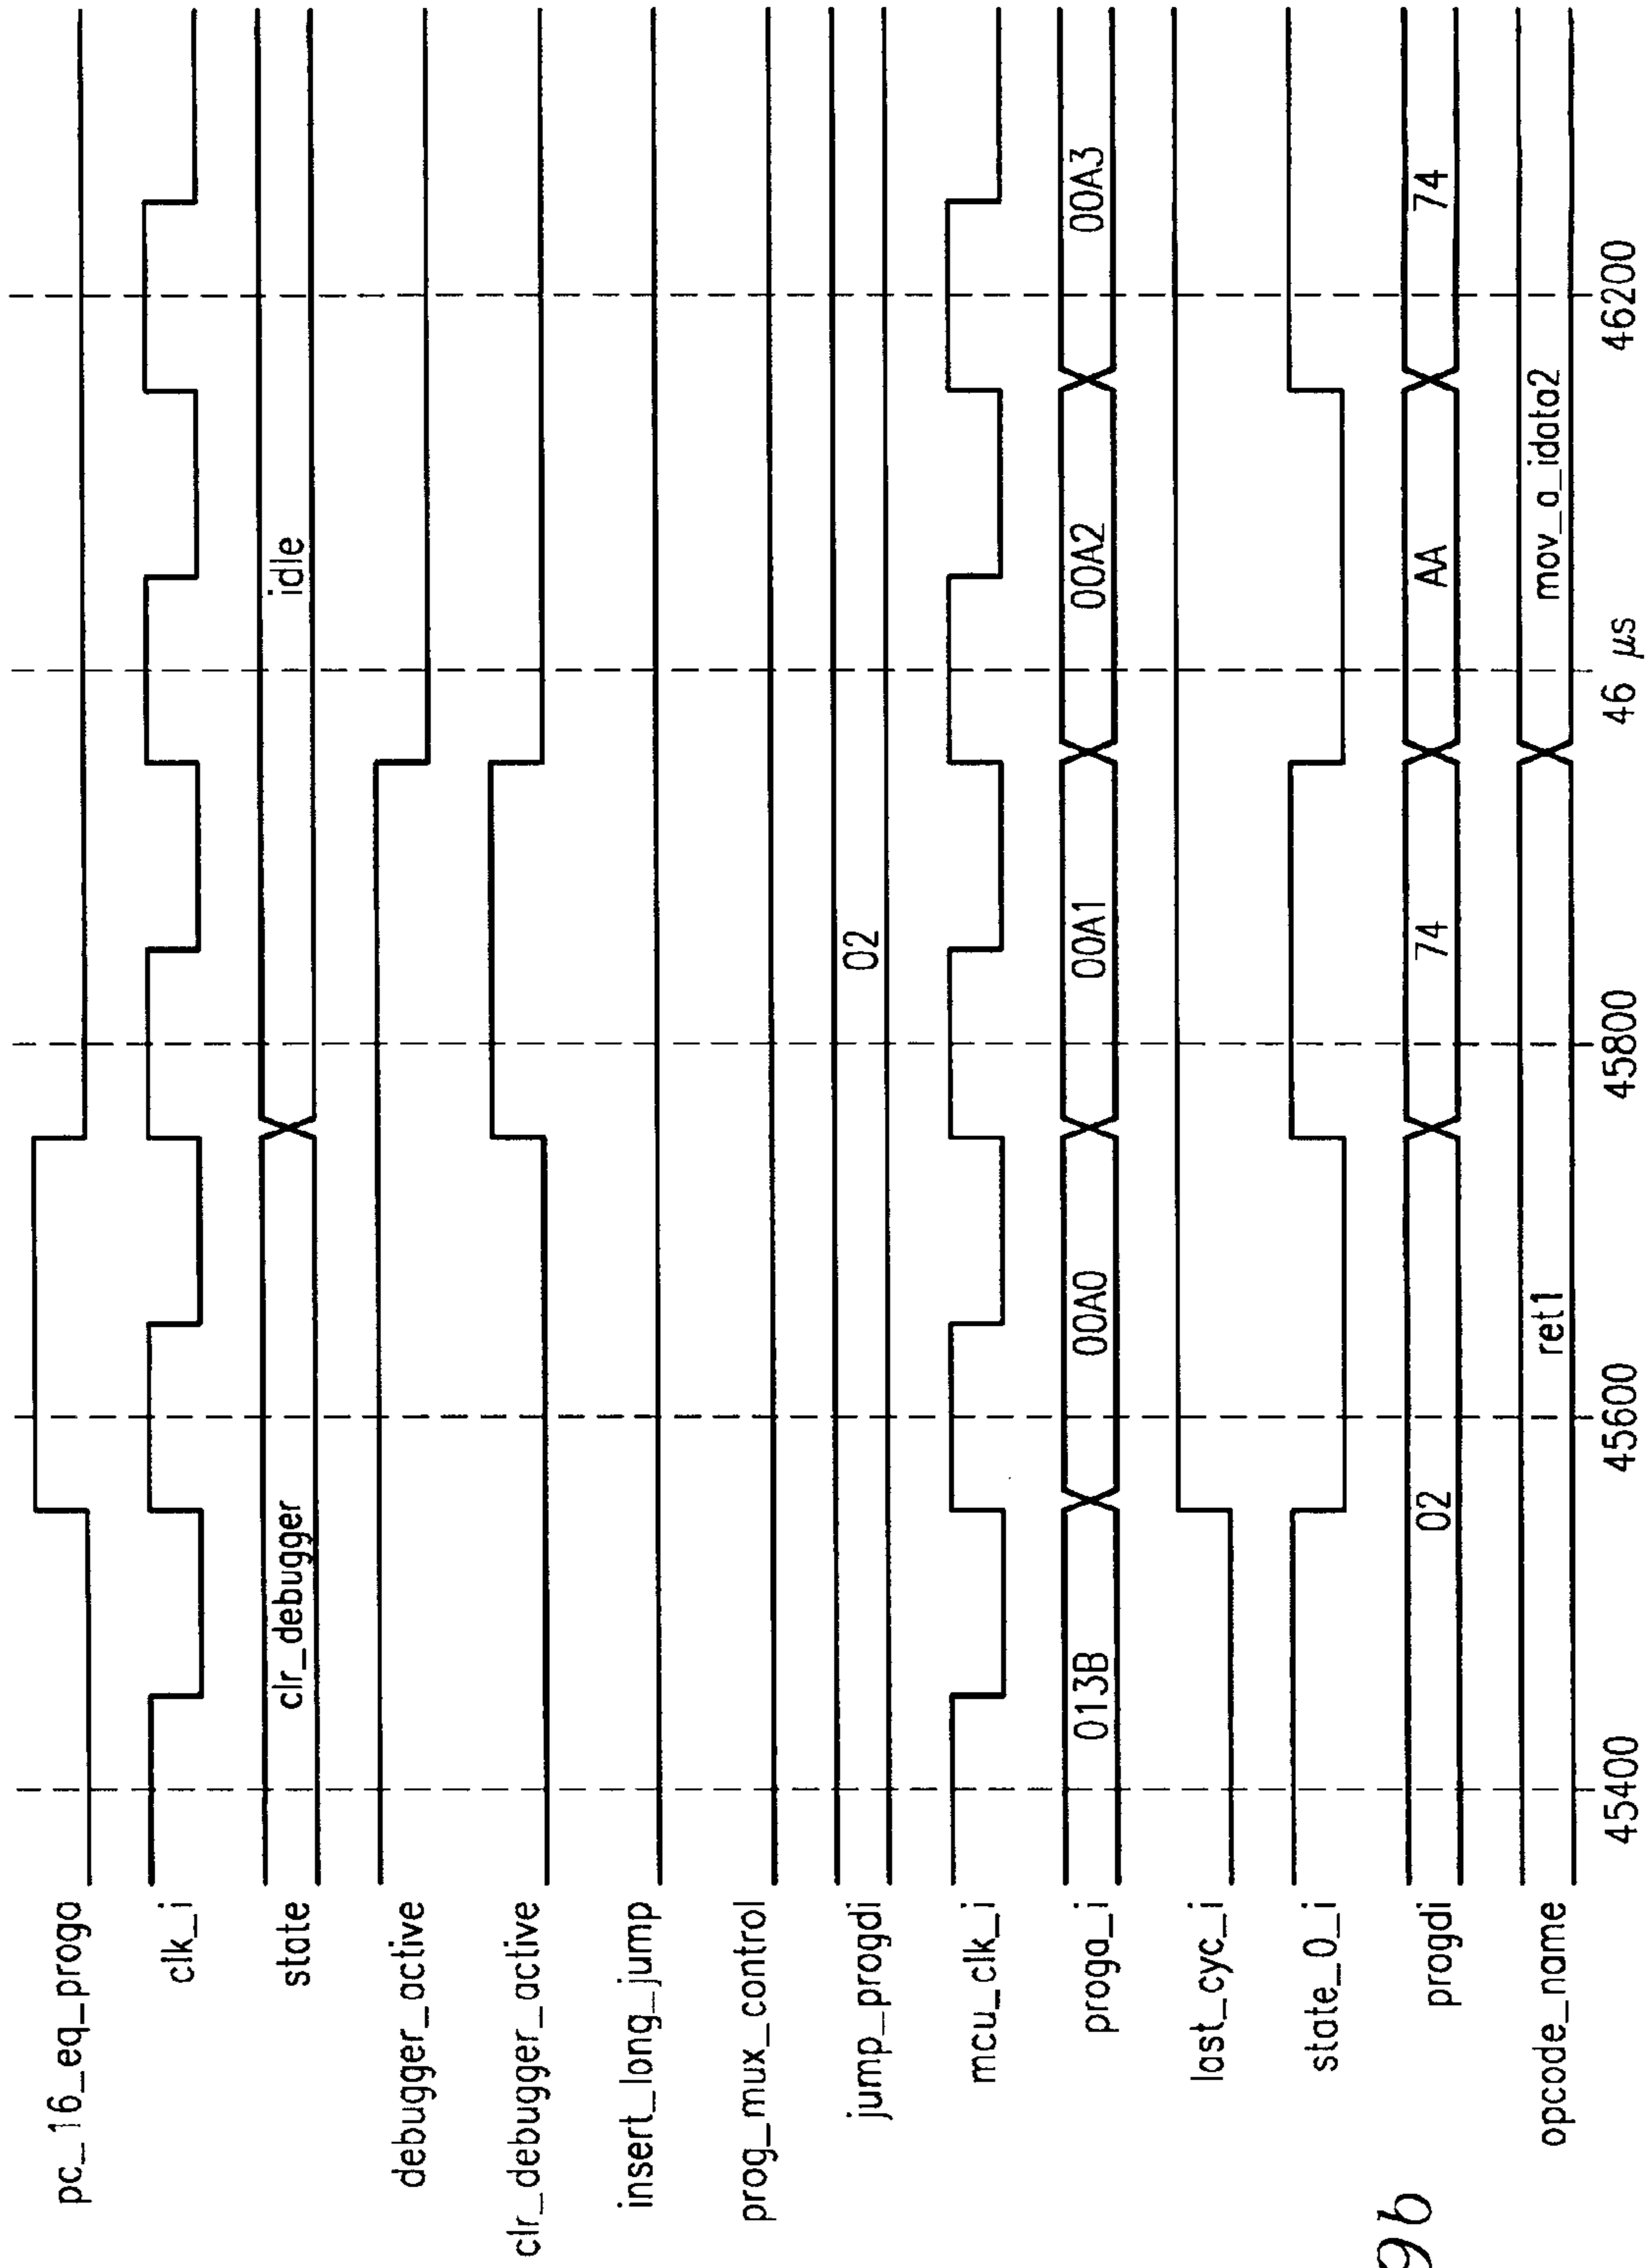 pc_16_eq_proga
clk_i
state clr_debugger idle
debugger_active
clr_debugger_active
insert_long_jump
prog_mux_control
jump_progdi 02
mcu_clk_i
proga_i 013B 00A0 00A1 00A2 00A3
last_cyc_i
state_0_i
progdi 02 74 AA 74
opcode_name ret1 mov_a_idata2
45400 45600 45800 46 μs 46200
9b